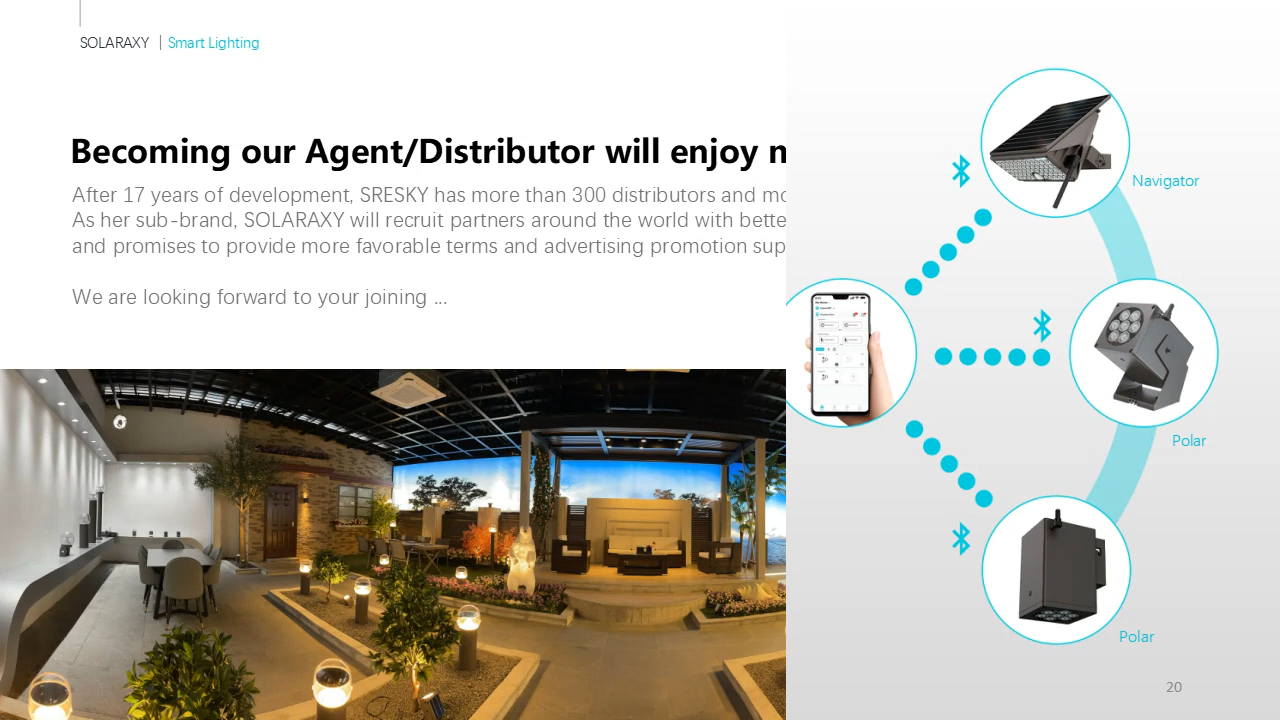 SOLARAXY | Smart Lighting
Becoming our Agent/Distributor will enjoy
After 17 years of development, SRESKY has more than 300 distributors and
As her sub-brand, SOLARAXY will recruit partners around the world with
and promises to provide more favorable terms and advertising promotion
We are looking forward to your joining ...
Navigator
Polar
Polar
20